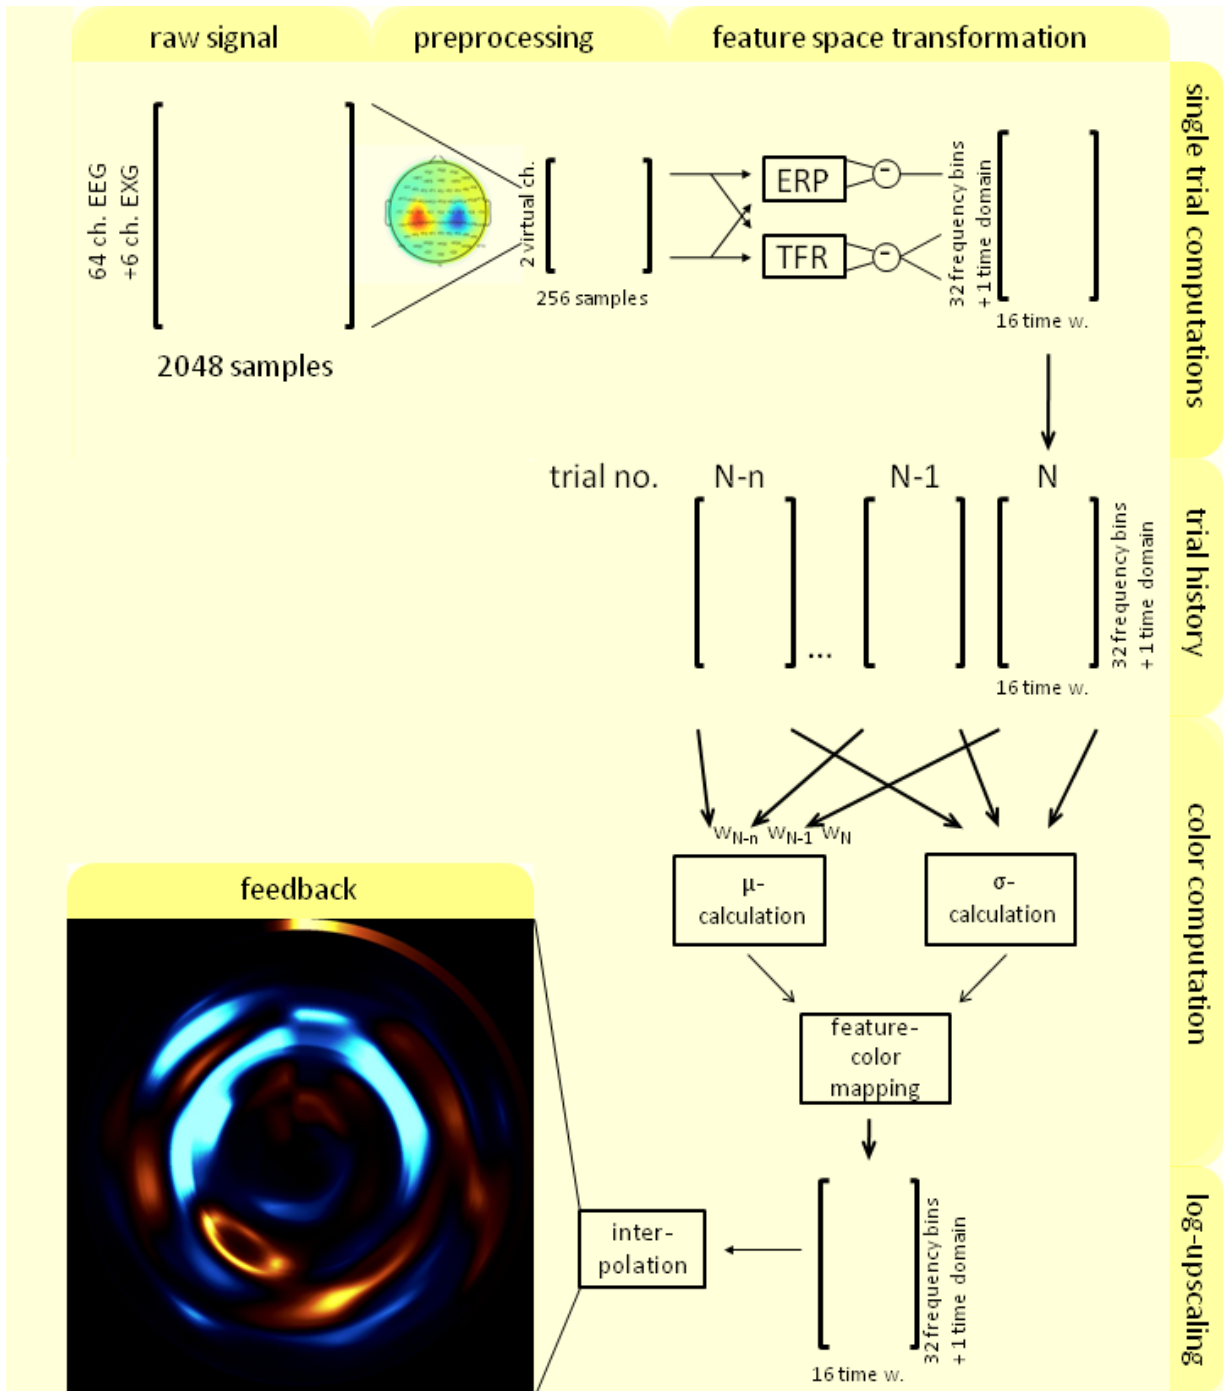 raw signal
preprocessing
feature space transformation
single trial computations
64 ch. EEG
+6 ch. EXG
2048 samples
2 virtual ch.
256 samples
ERP
-
TFR
-
32 frequency bins
+ 1 time domain
16 time w.
trial no.
N-n
N-1
N
...
32 frequency bins
+ 1 time domain
16 time w.
trial history
wN-n wN-1 wN
μ-
calculation
σ-
calculation
feature-
color
mapping
color computation
32 frequency bins
+ 1 time domain
16 time w.
log-upscaling
inter-
polation
feedback